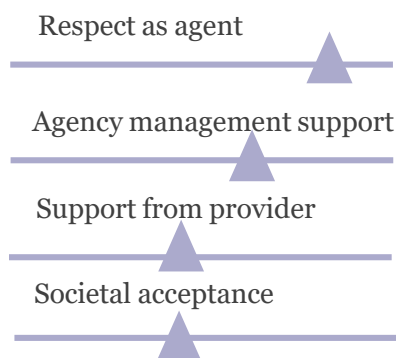 Respect as agent
Agency management support
Support from provider
Societal acceptance